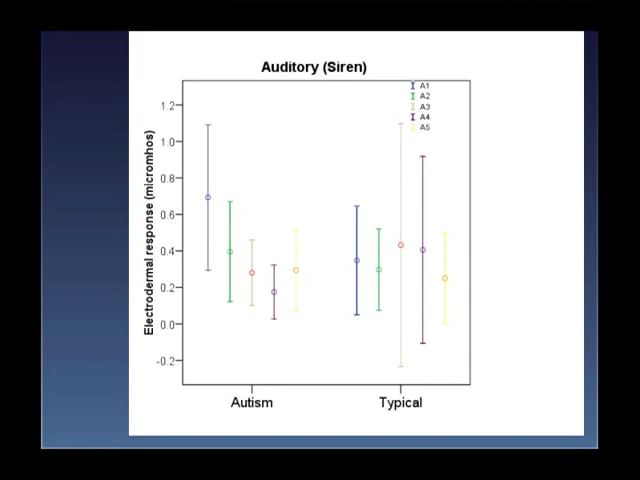 Auditory (Siren)
A1
A2
A3
A4
A5
Electrodermal response (micromhos)
1.2
1.0
0.8
0.6
0.4
0.2
0.0
-0.2
Autism
Typical